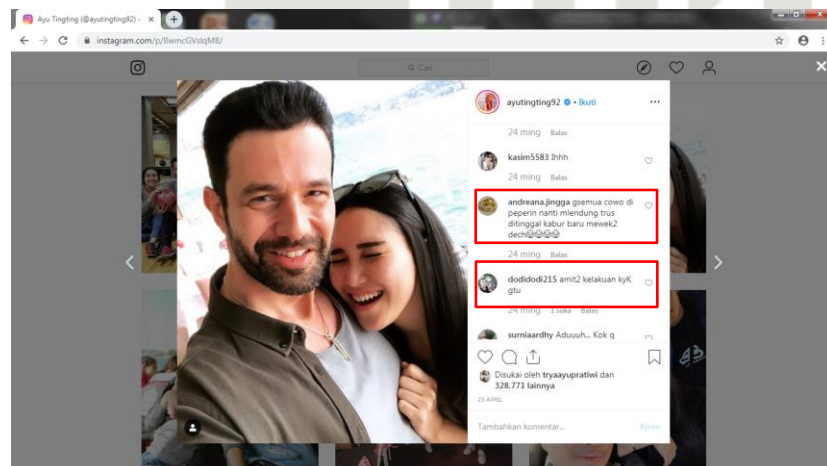 Ayu Tingting (@ayutingting92) •
instagram.com/p/BwmcGVslqM8/
Cari
ayutingting92 • Ikuti
24 ming Balas
kasim5583 Ihhh
24 ming Balas
andreana.jingga gsemua cowo di
peperin nanti mlendung trus
ditinggal kabur baru mewek2
dech😂😂😂😂
24 ming Balas
dodidodi215 amit2 kelakuan kyK
gtu
24 ming 1 suka Balas
surniaardhy Aduuuh... Kok q
Disukai oleh tryaayupratiwi dan
328.771 lainnya
23 APRIL
Tambahkan komentar... Kirim